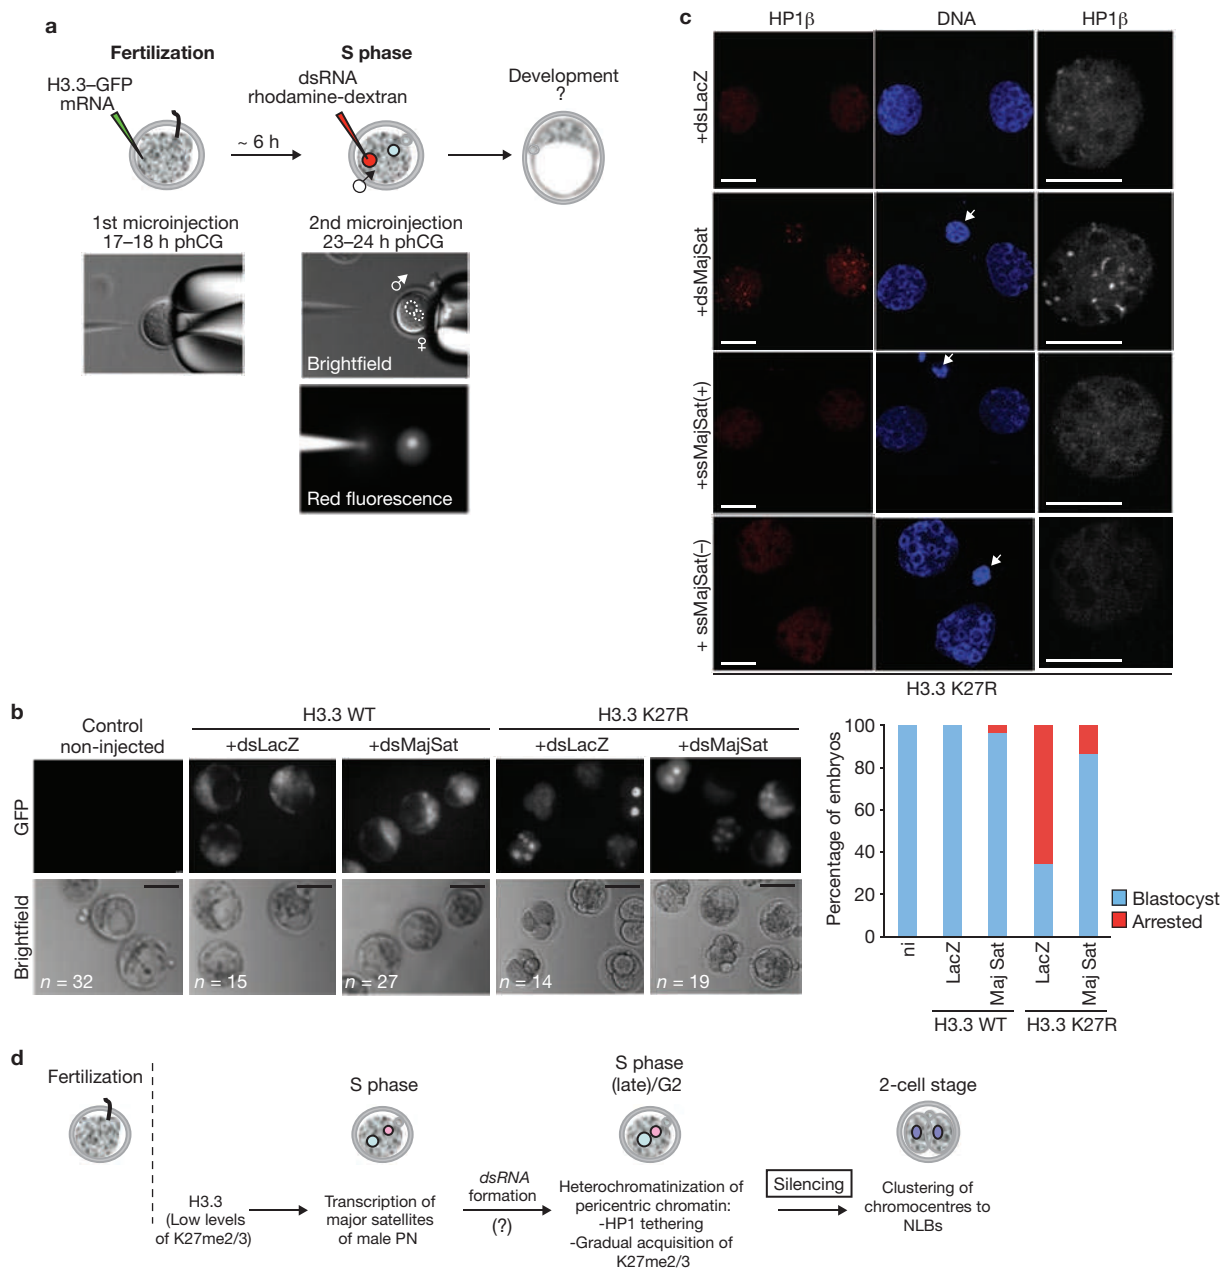 a
Fertilization
S phase
H3.3–GFP
mRNA
dsRNA
rhodamine-dextran
Development
?
~ 6 h
1st microinjection
17–18 h phCG
2nd microinjection
23–24 h phCG
♂
♀
Brightfield
Red fluorescence
c
HP1β
DNA
HP1β
+dsLacZ
+dsMajSat
+ssMajSat(+)
+ ssMajSat(–)
H3.3 K27R
b
Control
non-injected
H3.3 WT
H3.3 K27R
+dsLacZ
+dsMajSat
+dsLacZ
+dsMajSat
GFP
Brightfield
n = 32
n = 15
n = 27
n = 14
n = 19
Percentage of embryos
100
80
60
40
20
0
ni
LacZ
Maj Sat
LacZ
Maj Sat
H3.3 WT
H3.3 K27R
Blastocyst
Arrested
d
Fertilization
S phase
S phase
(late)/G2
2-cell stage
H3.3
(Low levels
of K27me2/3)
Transcription of
major satellites
of male PN
dsRNA
formation
(?)
Heterochromatinization of
pericentric chromatin:
-HP1 tethering
-Gradual acquisition of
K27me2/3
Silencing
Clustering of
chromocentres to
NLBs